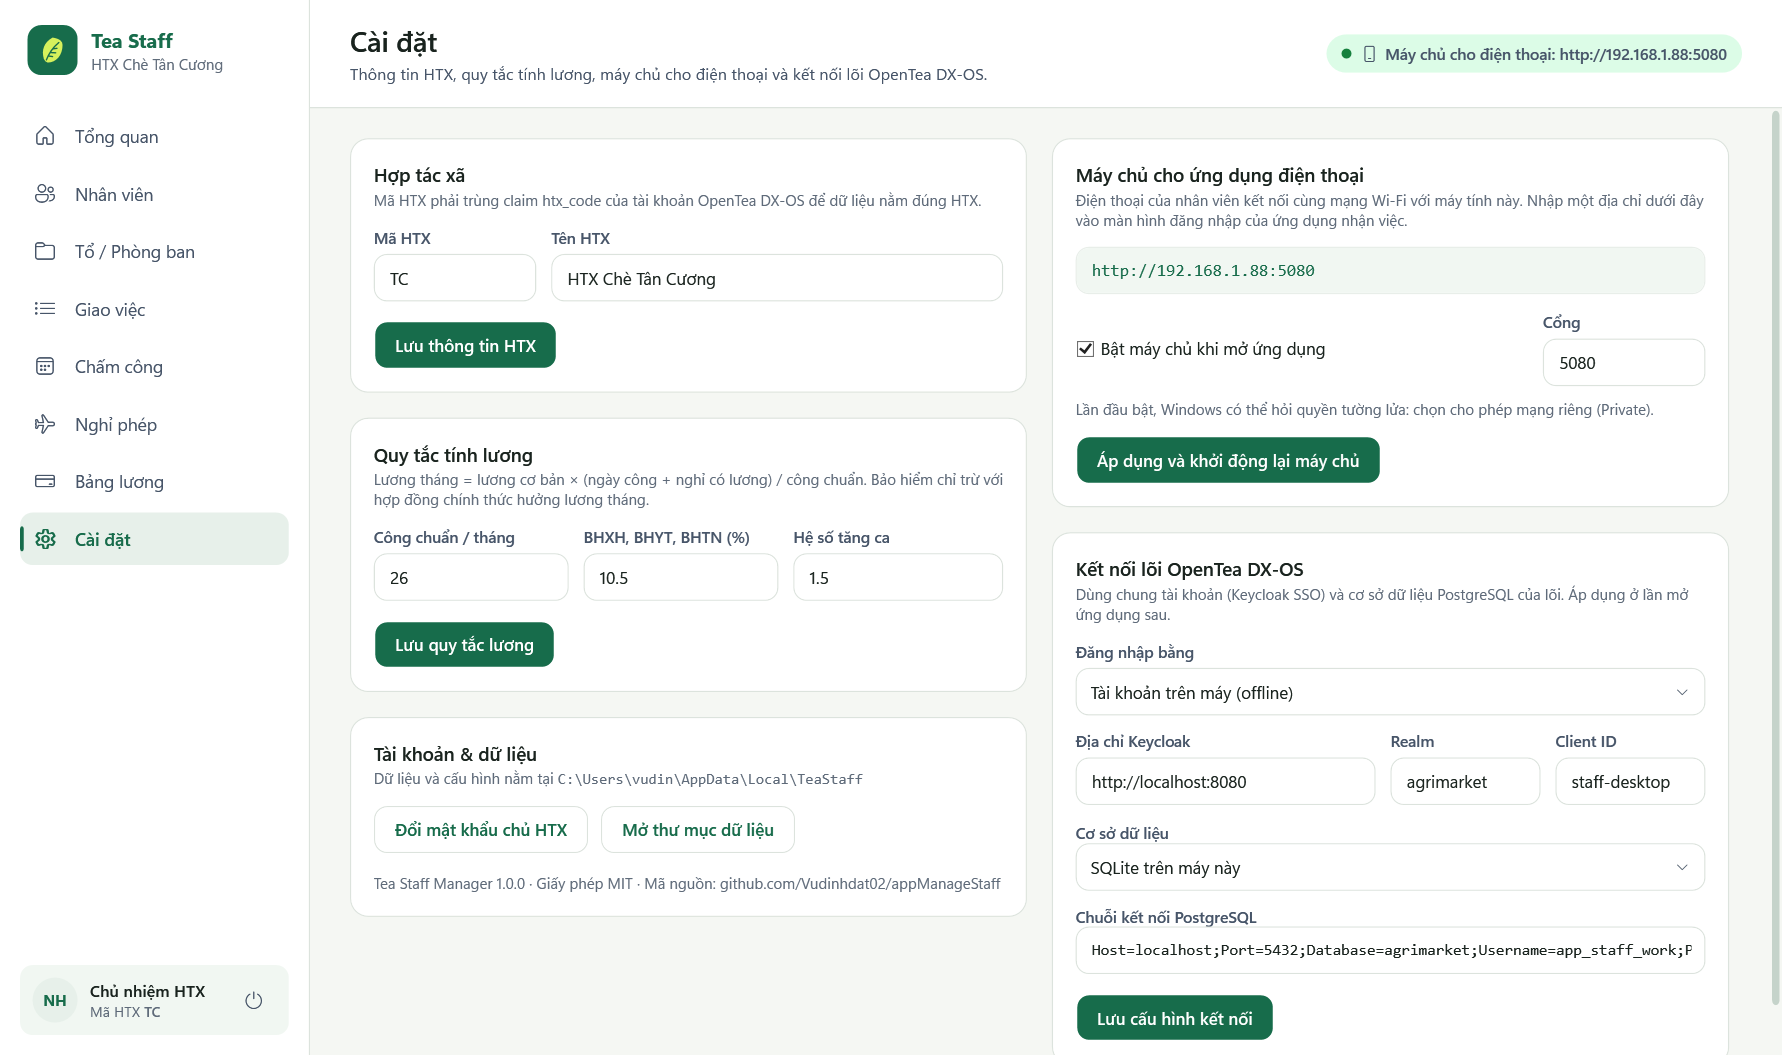 Tea Staff
HTX Chè Tân Cương
Tổng quan
Nhân viên
Tổ / Phòng ban
Giao việc
Chấm công
Nghỉ phép
Bảng lương
Cài đặt
NH
Chủ nhiệm HTX
Mã HTX TC
Cài đặt
Thông tin HTX, quy tắc tính lương, máy chủ cho điện thoại và kết nối lõi OpenTea DX-OS.
Máy chủ cho điện thoại: http://192.168.1.88:5080
Hợp tác xã
Mã HTX phải trùng claim htx_code của tài khoản OpenTea DX-OS để dữ liệu nằm đúng HTX.
Mã HTX
Tên HTX
TC
HTX Chè Tân Cương
Lưu thông tin HTX
Quy tắc tính lương
Lương tháng = lương cơ bản × (ngày công + nghỉ có lương) / công chuẩn. Bảo hiểm chỉ trừ với
hợp đồng chính thức hưởng lương tháng.
Công chuẩn / tháng
BHXH, BHYT, BHTN (%)
Hệ số tăng ca
26
10.5
1.5
Lưu quy tắc lương
Tài khoản & dữ liệu
Dữ liệu và cấu hình nằm tại C:\Users\vudin\AppData\Local\TeaStaff
Đổi mật khẩu chủ HTX
Mở thư mục dữ liệu
Tea Staff Manager 1.0.0 · Giấy phép MIT · Mã nguồn: github.com/Vudinhdat02/appManageStaff
Máy chủ cho ứng dụng điện thoại
Điện thoại của nhân viên kết nối cùng mạng Wi-Fi với máy tính này. Nhập một địa chỉ dưới đây
vào màn hình đăng nhập của ứng dụng nhận việc.
http://192.168.1.88:5080
Cổng
Bật máy chủ khi mở ứng dụng
5080
Lần đầu bật, Windows có thể hỏi quyền tường lửa: chọn cho phép mạng riêng (Private).
Áp dụng và khởi động lại máy chủ
Kết nối lõi OpenTea DX-OS
Dùng chung tài khoản (Keycloak SSO) và cơ sở dữ liệu PostgreSQL của lõi. Áp dụng ở lần mở
ứng dụng sau.
Đăng nhập bằng
Tài khoản trên máy (offline)
Địa chỉ Keycloak
Realm
Client ID
http://localhost:8080
agrimarket
staff-desktop
Cơ sở dữ liệu
SQLite trên máy này
Chuỗi kết nối PostgreSQL
Host=localhost;Port=5432;Database=agrimarket;Username=app_staff_work;P
Lưu cấu hình kết nối